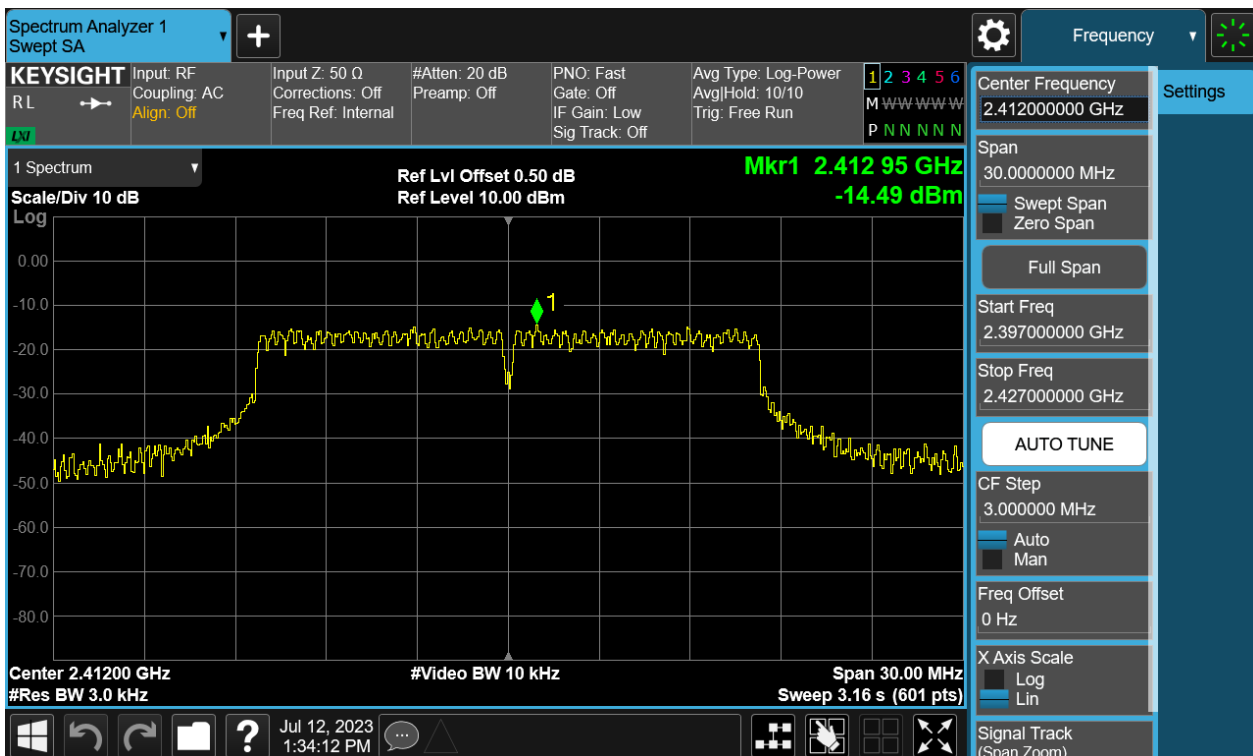 Spectrum Analyzer 1
Swept SA
Frequency
KEYSIGHT
R L
LXI
Input: RF
Coupling: AC
Align: Off
Input Z: 50 Ω
Corrections: Off
Freq Ref: Internal
#Atten: 20 dB
Preamp: Off
PNO: Fast
Gate: Off
IF Gain: Low
Sig Track: Off
Avg Type: Log-Power
Avg|Hold: 10/10
Trig: Free Run
1 2 3 4 5 6
M W W W W W
P N N N N N
1 Spectrum
Scale/Div 10 dB
Ref Lvl Offset 0.50 dB
Ref Level 10.00 dBm
Mkr1 2.412 95 GHz
-14.49 dBm
Log
0.00
-10.0
-20.0
-30.0
-40.0
-50.0
-60.0
-70.0
-80.0
1
Center 2.41200 GHz
#Res BW 3.0 kHz
#Video BW 10 kHz
Span 30.00 MHz
Sweep 3.16 s (601 pts)
Center Frequency
2.412000000 GHz
Span
30.0000000 MHz
Swept Span
Zero Span
Full Span
Start Freq
2.397000000 GHz
Stop Freq
2.427000000 GHz
AUTO TUNE
CF Step
3.000000 MHz
Auto
Man
Freq Offset
0 Hz
X Axis Scale
Log
Lin
Signal Track
(Span Zoom)
Settings
?
Jul 12, 2023
1:34:12 PM